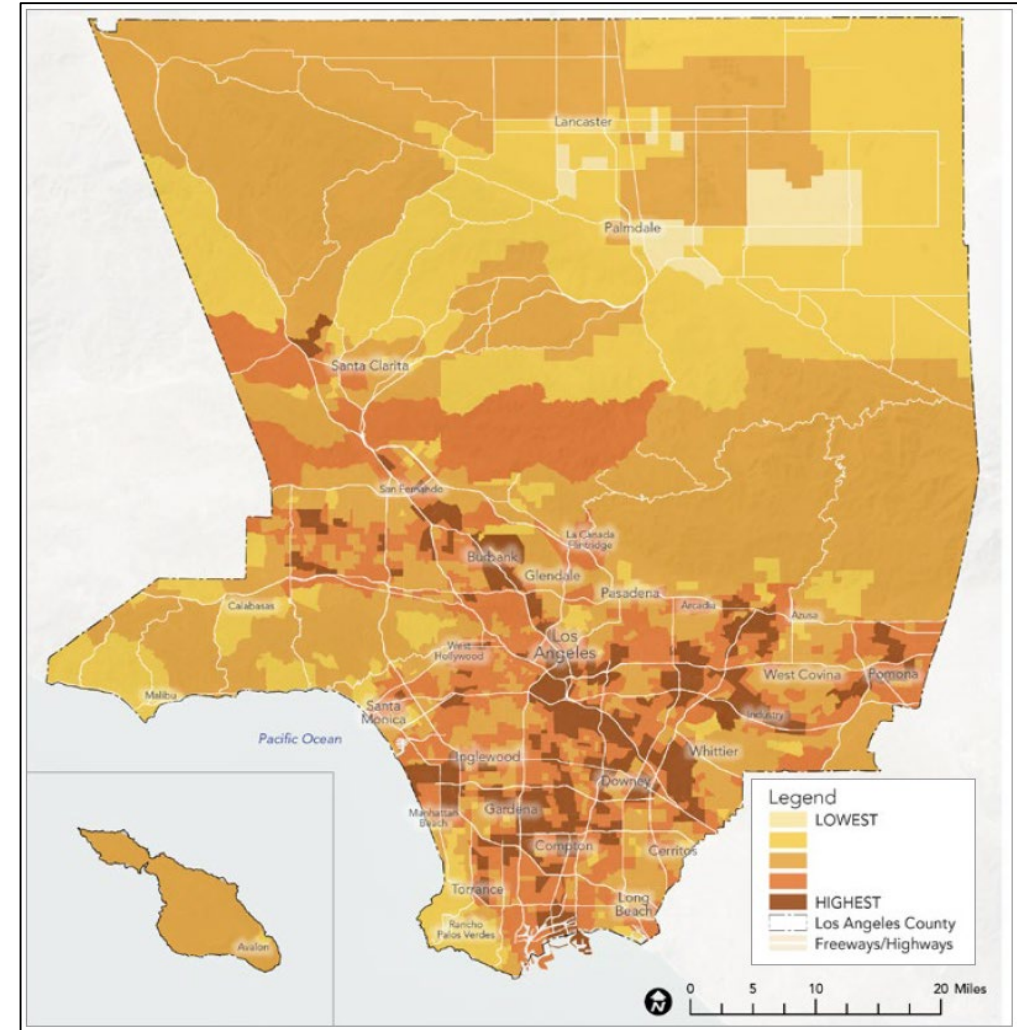 Lancaster
Palmdale
Santa Clarita
San Fernando
La Canada
Flintridge
Burbank
Glendale
Pasadena
Arcadia
Azusa
Calabasas
West
Hollywood
Los
Angeles
West Covina
Pomona
Malibu
Santa
Monica
Industry
Pacific Ocean
Inglewood
Whittier
Downey
Manhattan
Beach
Gardena
Compton
Cerritos
Torrance
Long
Beach
Rancho
Palos Verdes
Avalon
Legend
LOWEST
HIGHEST
Los Angeles County
Freeways/Highways
N
0 5 10 20 Miles